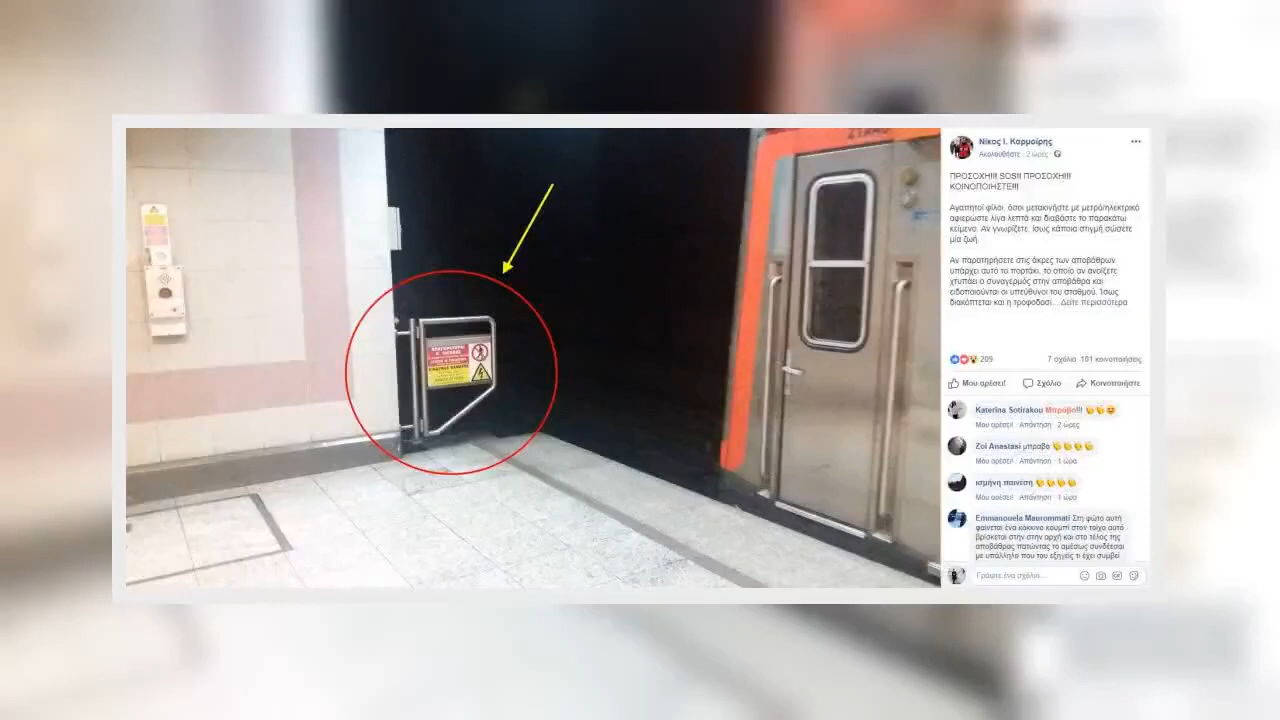 Νίκος Ι. Καρμοίρης
Ακολουθήστε · 2 ώρες ·
ΠΡΟΣΟΧΗ!!! SOS!!! ΠΡΟΣΟΧΗ!!!
ΚΟΙΝΟΠΟΙΗΣΤΕ!!!
Αγαπητοί φίλοι, όσοι μετακινήστε με μετρό/ηλεκτρικό
αφιερώστε λίγα λεπτά και διαβάστε το παρακάτω
κείμενο. Αν γνωρίζετε, ίσως κάποια στιγμή σώσετε
μία ζωή.
Αν παρατηρήσετε στις άκρες των αποβάθρων
υπάρχει αυτό το πορτάκι, το οποίο αν ανοίξετε
χτυπάει ο συναγερμός στην αποβάθρα και
ειδοποιούνται οι υπεύθυνοι του σταθμού. Ίσως
διακόπτεται και η τροφοδοσί... Δείτε περισσότερα
209
7 σχόλια 101 κοινοποιήσεις
Μου αρέσει! Σχόλιο Κοινοποιήστε
Katerina Sotirakou Μπράβο!!!
Μου αρέσει! · Απάντηση · 2 ώρες
Zoi Anastasi μπραβο
Μου αρέσει! · Απάντηση · 1 ώρα
ισμήνη παινέση
Μου αρέσει! · Απάντηση · 1 ώρα
Emmanouela Maurommati Στη φώτο αυτή
φαίνεται ένα κόκκινο κουμπί στον τοίχο αυτό
βρίσκεται στην στην αρχή και στο τέλος της
αποβάθρας πατώντας το αμέσως συνδέεσαι
με υπάλληλο που του εξηγείς τι έχει συμβεί
Γράψτε ένα σχόλιο...